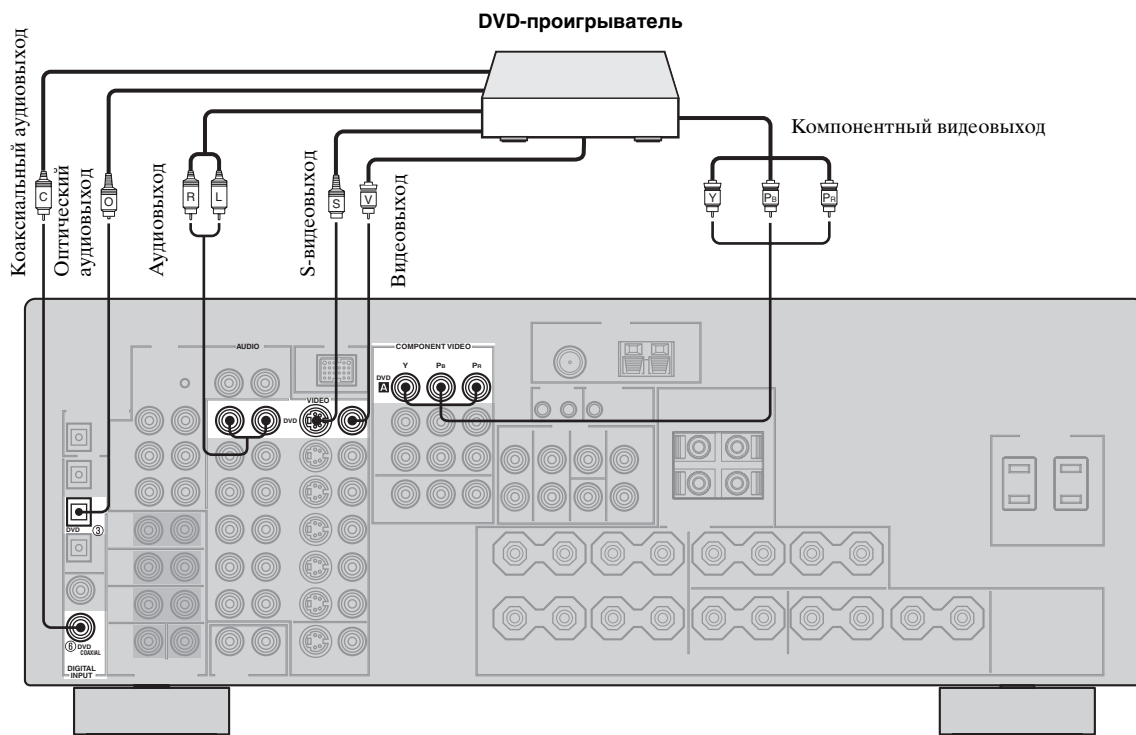 DVD-проигрыватель
Коаксиальный аудиовыход
Оптический
аудиовыход
Аудиовыход
S-видеовыход
Видеовыход
Компонентный видеовыход
C
O
R
L
S
V
Y
PB
PR
AUDIO
COMPONENT VIDEO
Y
PB
PR
DVD
A
VIDEO
DVD
DVD
③
⑥ DVD
COAXIAL
DIGITAL
INPUT